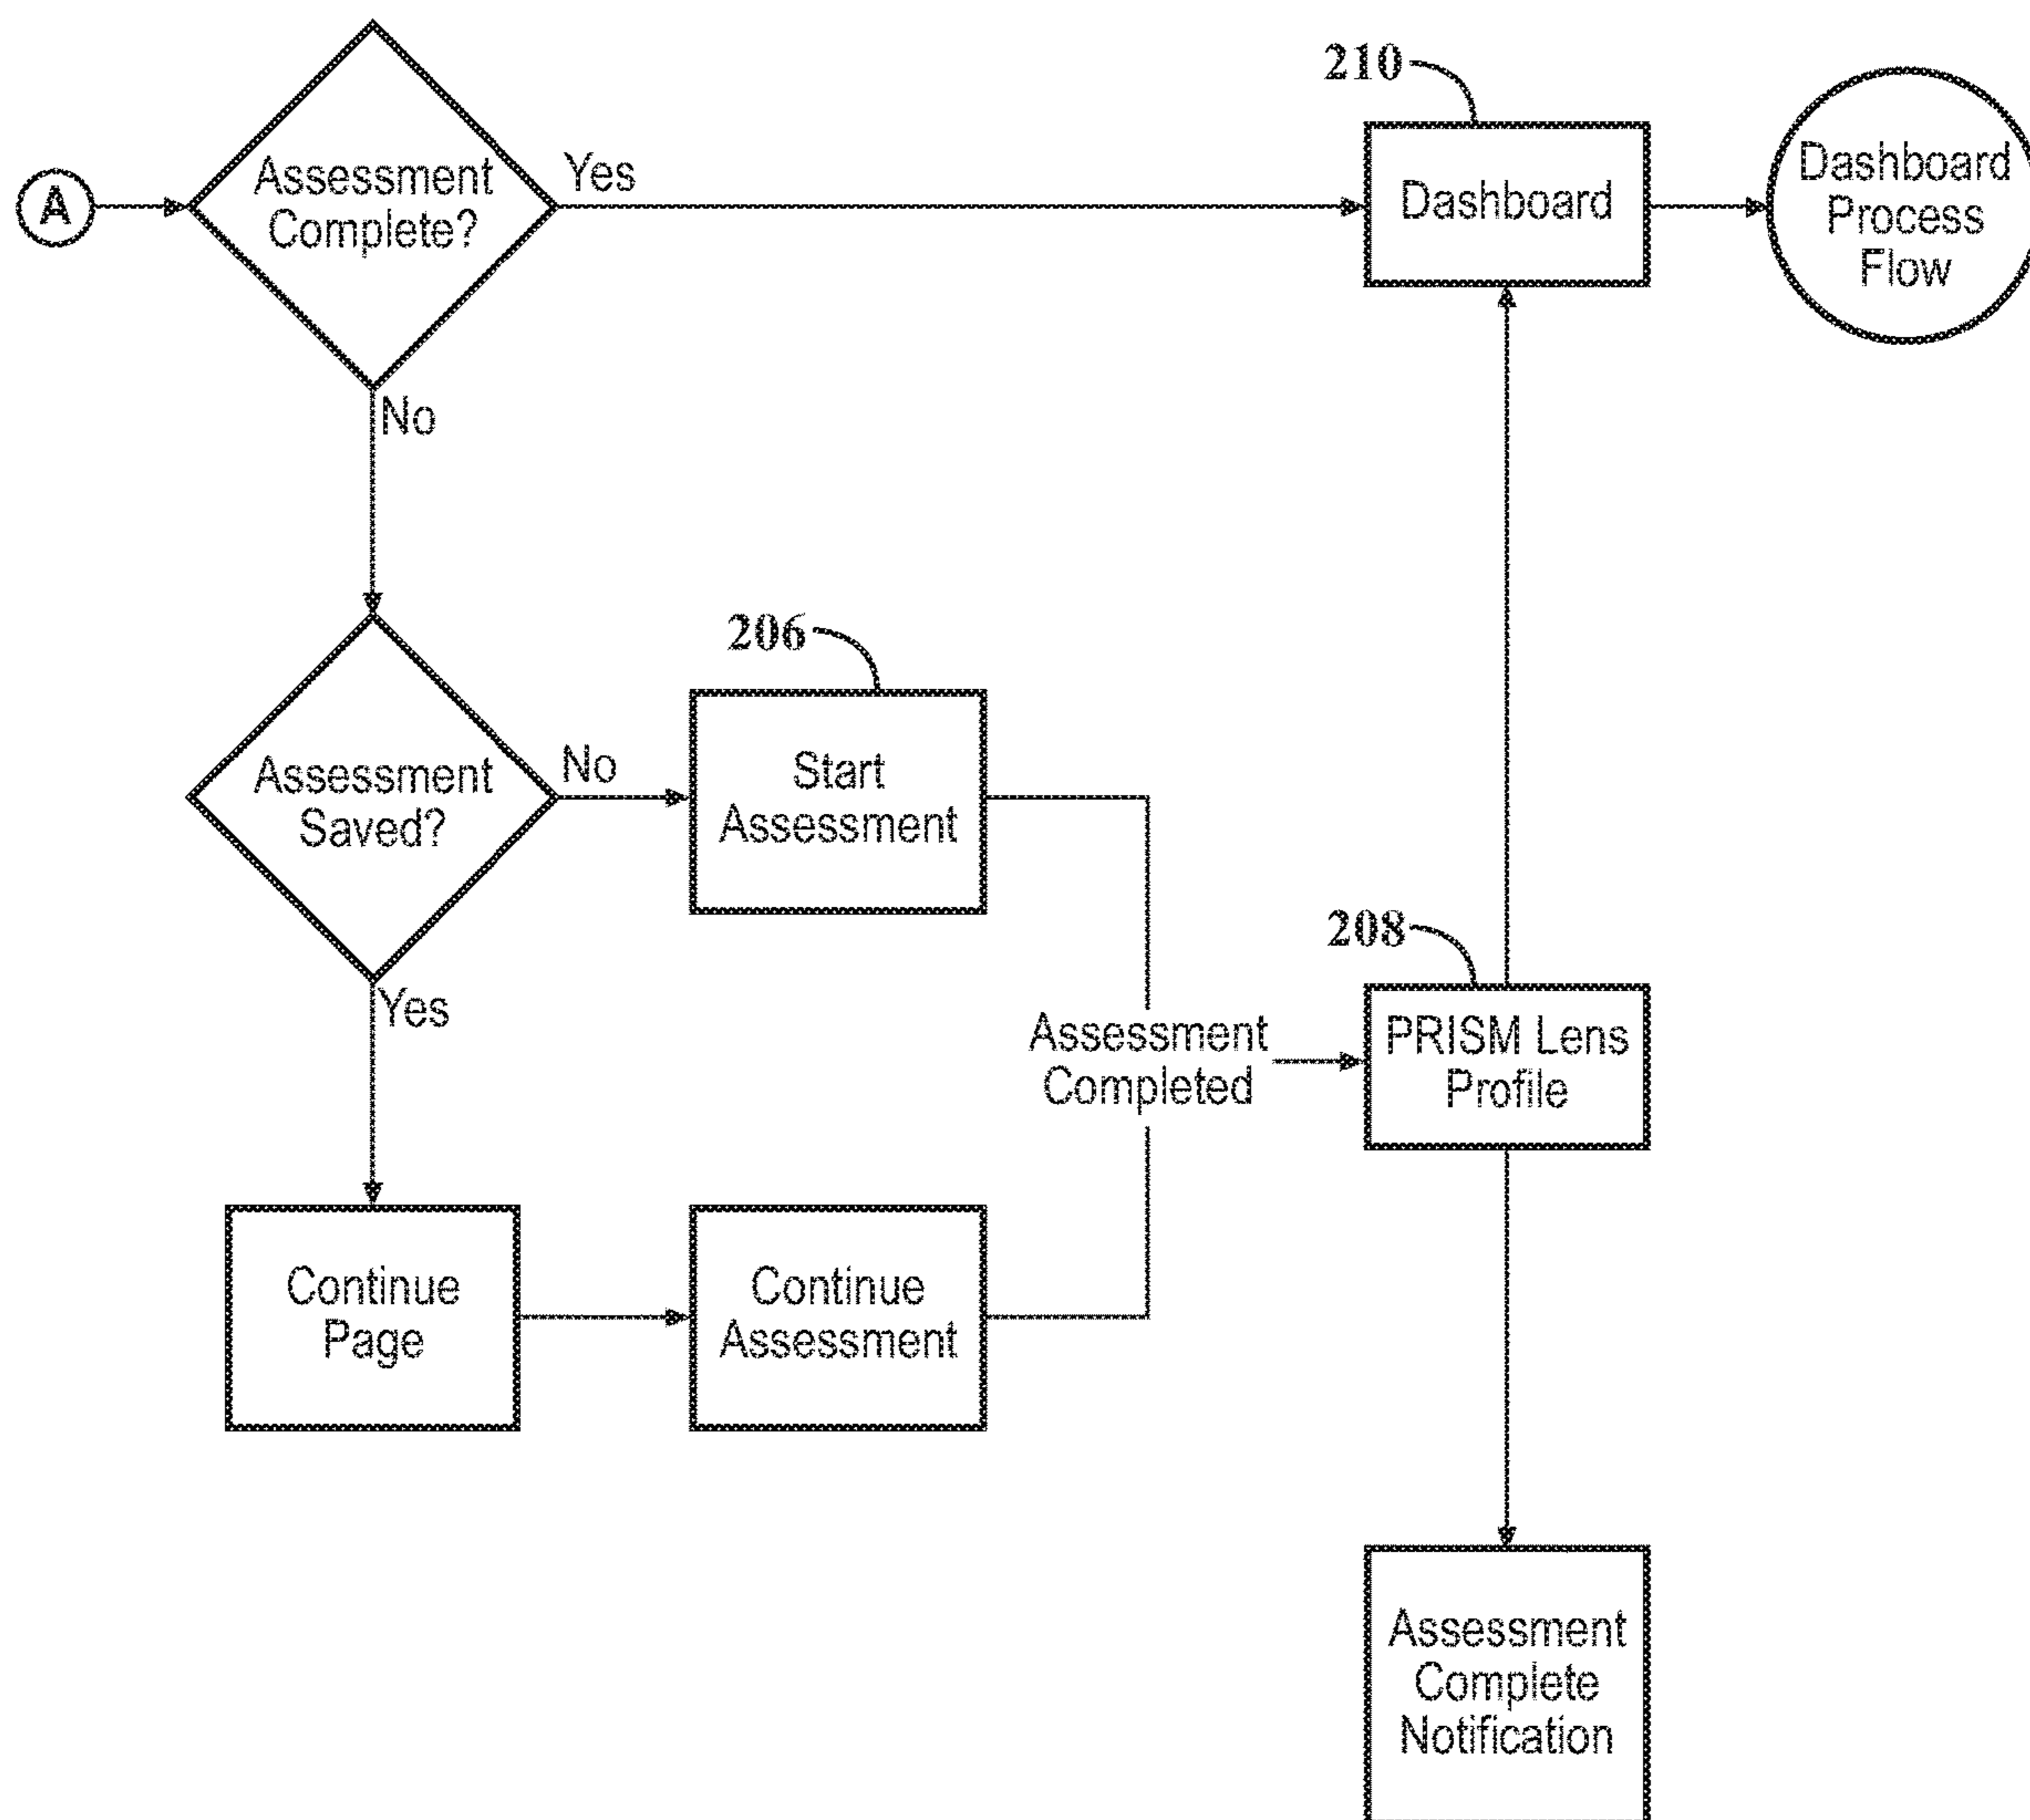 210
A
Assessment
Complete?
Yes
Dashboard
Dashboard
Process
Flow
No
206
Assessment
Saved?
No
Start
Assessment
208
Yes
Assessment
Completed
PRISM Lens
Profile
Continue
Page
Continue
Assessment
Assessment
Complete
Notification